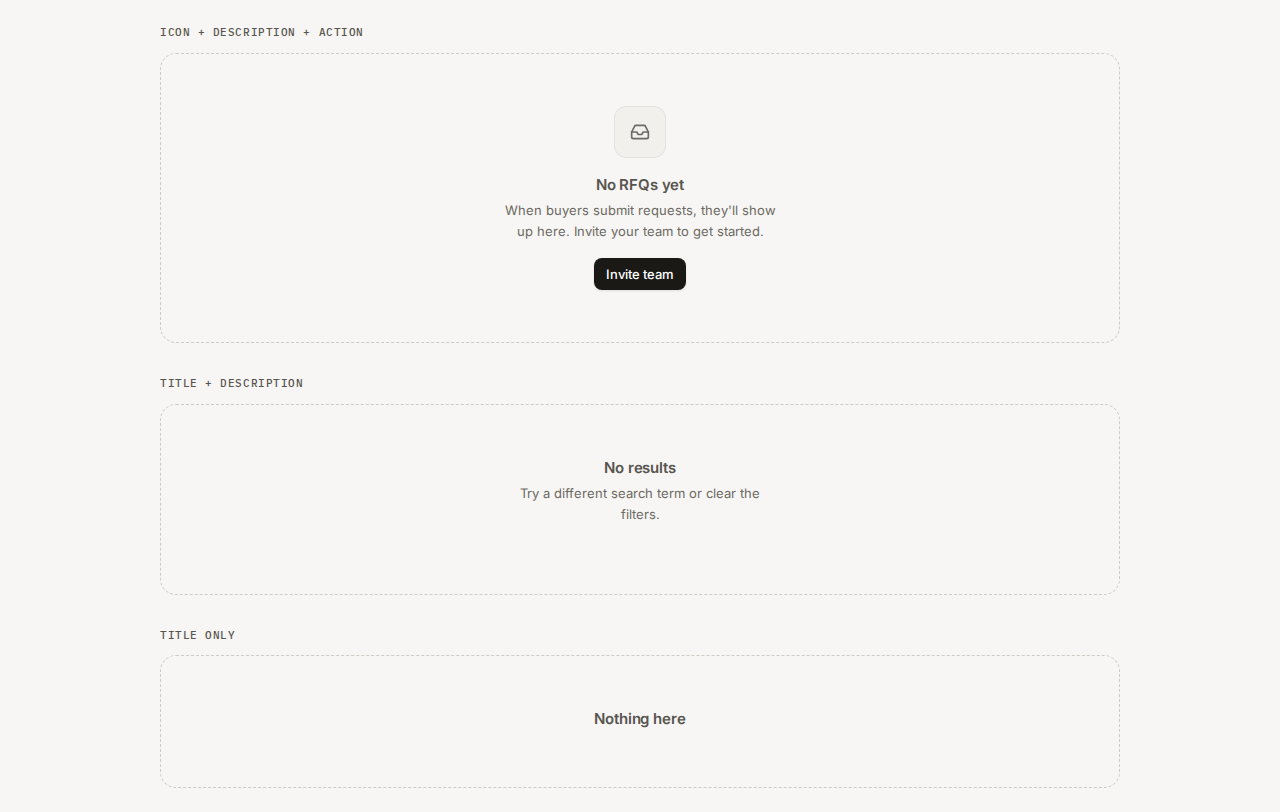 ICON + DESCRIPTION + ACTION
No RFQs yet
When buyers submit requests, they'll show
up here. Invite your team to get started.
Invite team
TITLE + DESCRIPTION
No results
Try a different search term or clear the
filters.
TITLE ONLY
Nothing here